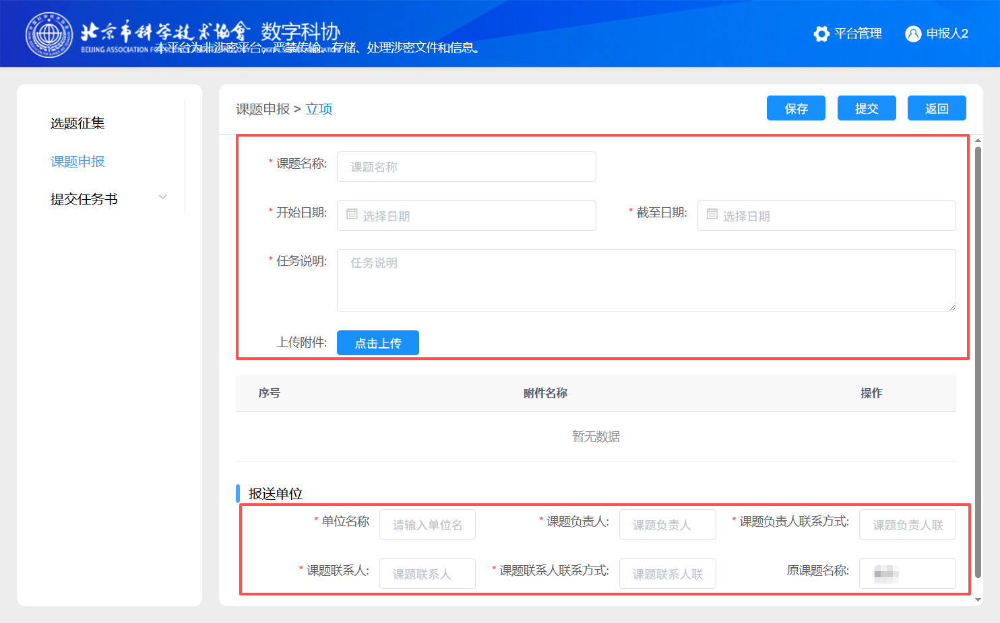 北京市科学技术协会 数字科协
本平台为非涉密平台，严禁传输、存储、处理涉密文件和信息。
平台管理
申报人2
选题征集
课题申报
提交任务书
课题申报 > 立项
保存
提交
返回
* 课题名称: 课题名称
* 开始日期: 选择日期 * 截至日期: 选择日期
* 任务说明: 任务说明
上传附件: 点击上传
序号 附件名称 操作
暂无数据
报送单位
* 单位名称 请输入单位名 * 课题负责人: 课题负责人 * 课题负责人联系方式: 课题负责人联
* 课题联系人: 课题联系人 * 课题联系人联系方式: 课题联系人联 原课题名称: